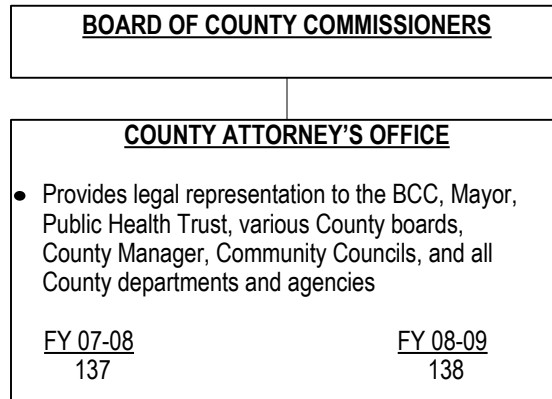 BOARD OF COUNTY COMMISSIONERS
COUNTY ATTORNEY’S OFFICE
• Provides legal representation to the BCC, Mayor,
Public Health Trust, various County boards,
County Manager, Community Councils, and all
County departments and agencies
FY 07-08 FY 08-09
137 138